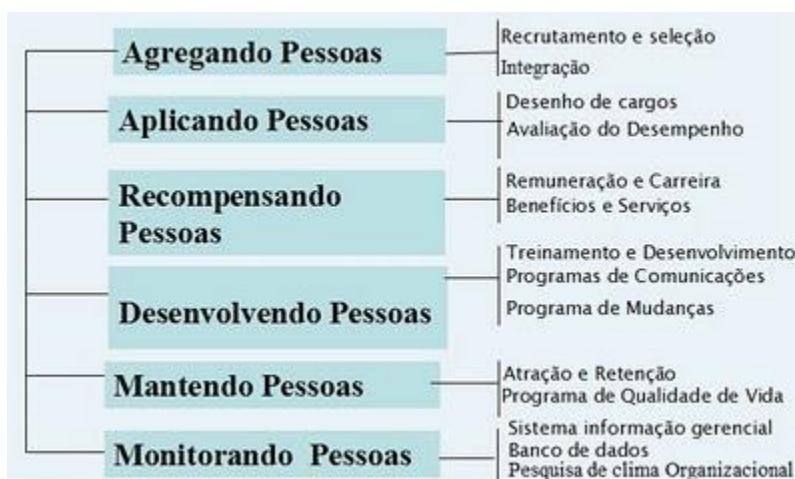 Agregando Pessoas
Recrutamento e seleção
Integração
Aplicando Pessoas
Desenho de cargos
Avaliação do Desempenho
Recompensando
Pessoas
Remuneração e Carreira
Benefícios e Serviços
Desenvolvendo Pessoas
Treinamento e Desenvolvimento
Programas de Comunicações
Programa de Mudanças
Mantendo Pessoas
Atração e Retenção
Programa de Qualidade de Vida
Monitorando Pessoas
Sistema informação gerencial
Banco de dados
Pesquisa de clima Organizacional